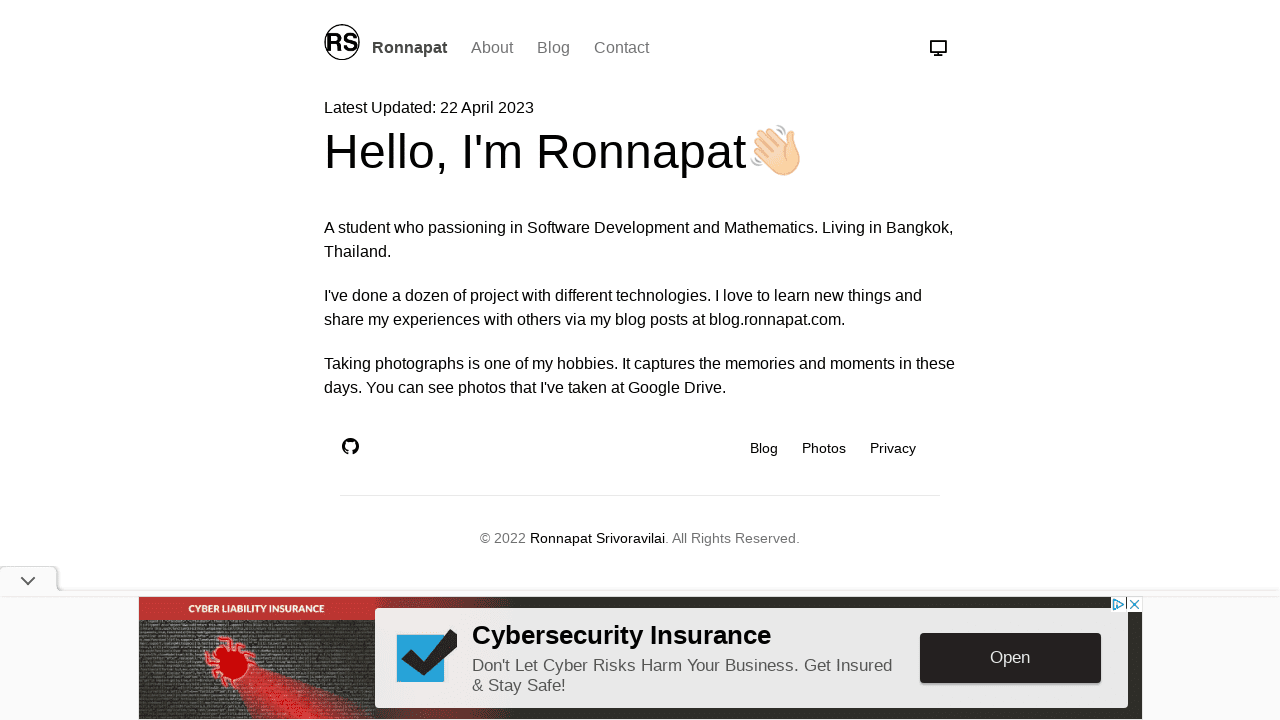 RS Ronnapat About Blog Contact
Latest Updated: 22 April 2023
Hello, I'm Ronnapat👋🏻
A student who passioning in Software Development and Mathematics. Living in Bangkok,
Thailand.
I've done a dozen of project with different technologies. I love to learn new things and
share my experiences with others via my blog posts at blog.ronnapat.com.
Taking photographs is one of my hobbies. It captures the memories and moments in these
days. You can see photos that I've taken at Google Drive.
Blog Photos Privacy
© 2022 Ronnapat Srivoravilai. All Rights Reserved.
CYBER LIABILITY INSURANCE
Cybersecurity Insurance
Don't Let Cyber Risks Harm Your Business. Get Insured
& Stay Safe!
Open